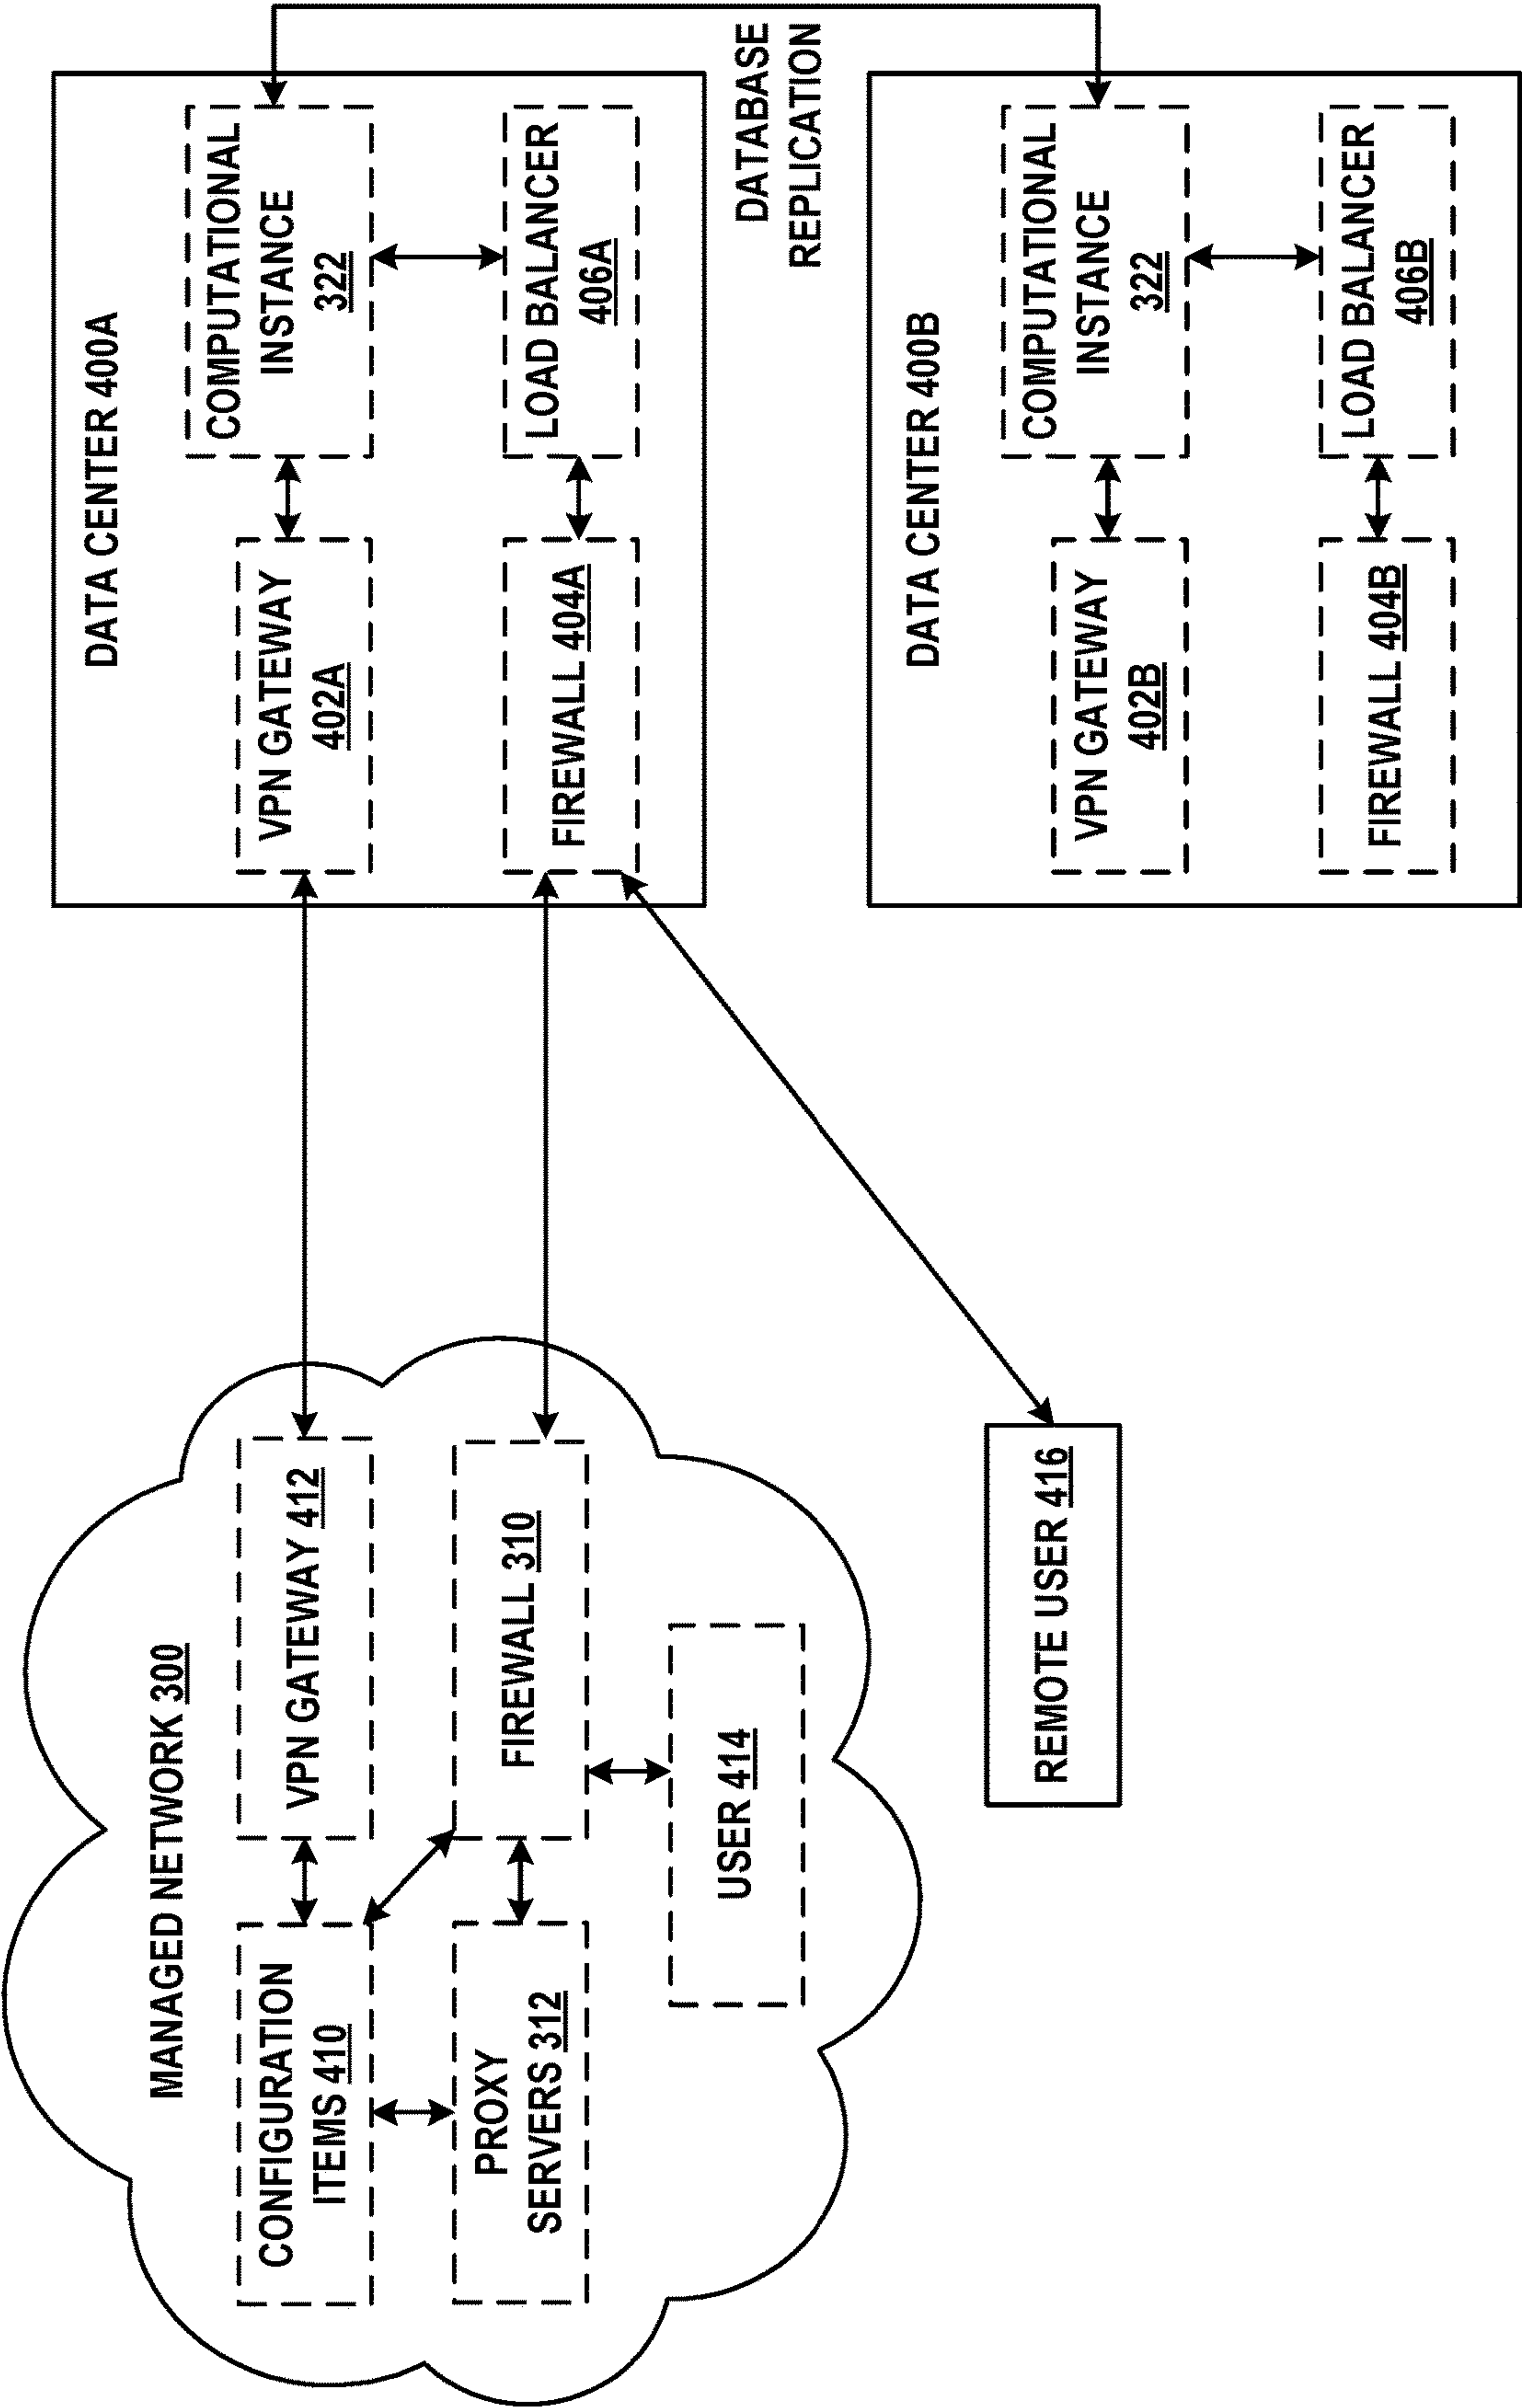 MANAGED NETWORK 300
CONFIGURATION
ITEMS 410
VPN GATEWAY 412
PROXY
SERVERS 312
FIREWALL 310
USER 414
REMOTE USER 416
DATA CENTER 400A
VPN GATEWAY
402A
COMPUTATIONAL
INSTANCE
322
FIREWALL 404A
LOAD BALANCER
406A
DATABASE
REPLICATION
DATA CENTER 400B
VPN GATEWAY
402B
COMPUTATIONAL
INSTANCE
322
FIREWALL 404B
LOAD BALANCER
406B